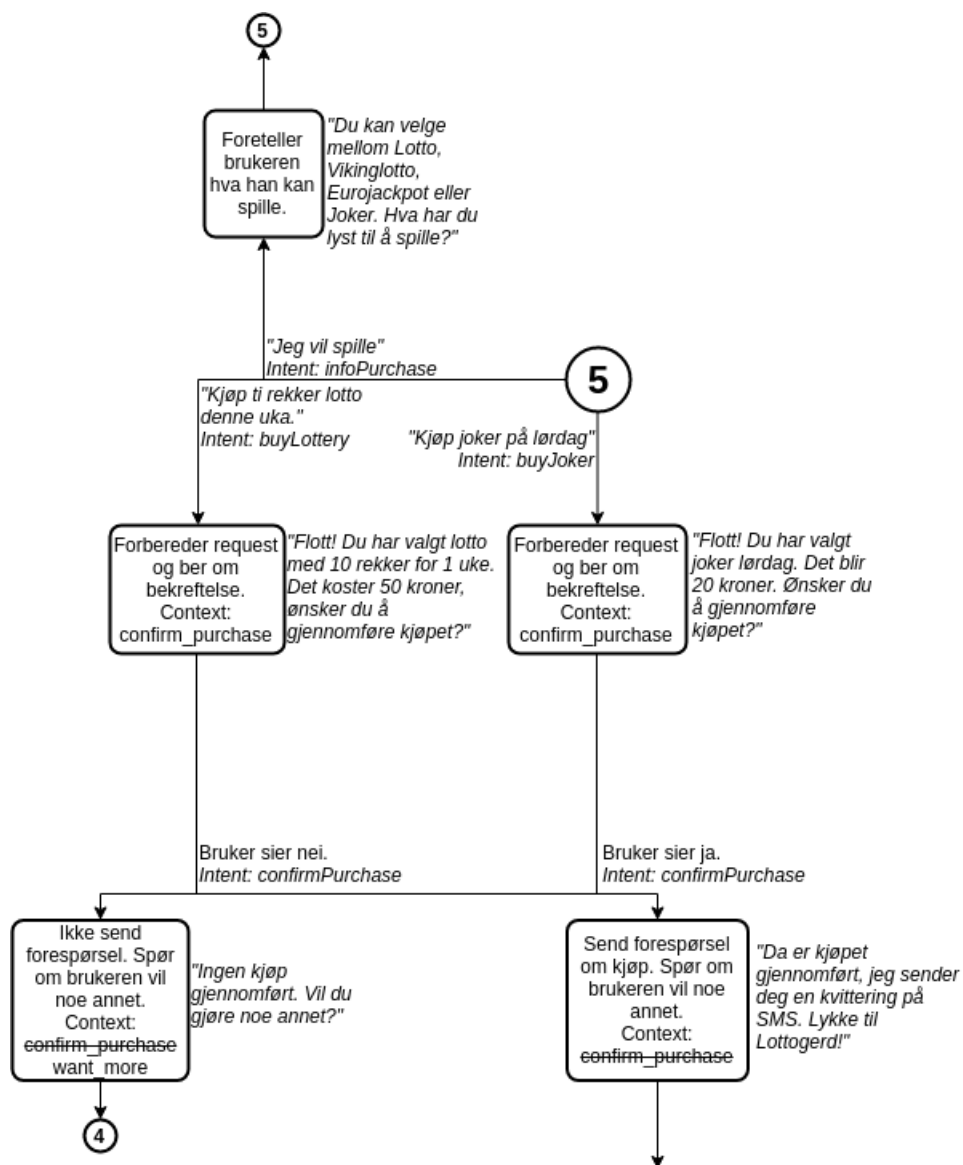 5
Foreteller
brukeren
hva han kan
spille.
"Du kan velge
mellom Lotto,
Vikinglotto,
Eurojackpot eller
Joker. Hva har du
lyst til å spille?"
"Jeg vil spille"
Intent: infoPurchase
5
"Kjøp ti rekker lotto
denne uka."
Intent: buyLottery
"Kjøp joker på lørdag"
Intent: buyJoker
Forbereder request
og ber om
bekreftelse.
Context:
confirm_purchase
"Flott! Du har valgt lotto
med 10 rekker for 1 uke.
Det koster 50 kroner,
ønsker du å
gjennomføre kjøpet?"
Forbereder request
og ber om
bekreftelse.
Context:
confirm_purchase
"Flott! Du har valgt
joker lørdag. Det blir
20 kroner. Ønsker du
å gjennomføre
kjøpet?"
Bruker sier nei.
Intent: confirmPurchase
Bruker sier ja.
Intent: confirmPurchase
Ikke send
forespørsel. Spør
om brukeren vil
noe annet.
Context:
confirm_purchase
want_more
"Ingen kjøp
gjennomført. Vil du
gjøre noe annet?"
Send forespørsel
om kjøp. Spør om
brukeren vil noe
annet.
Context:
confirm_purchase
"Da er kjøpet
gjennomført, jeg sender
deg en kvittering på
SMS. Lykke til
Lottogerd!"
4